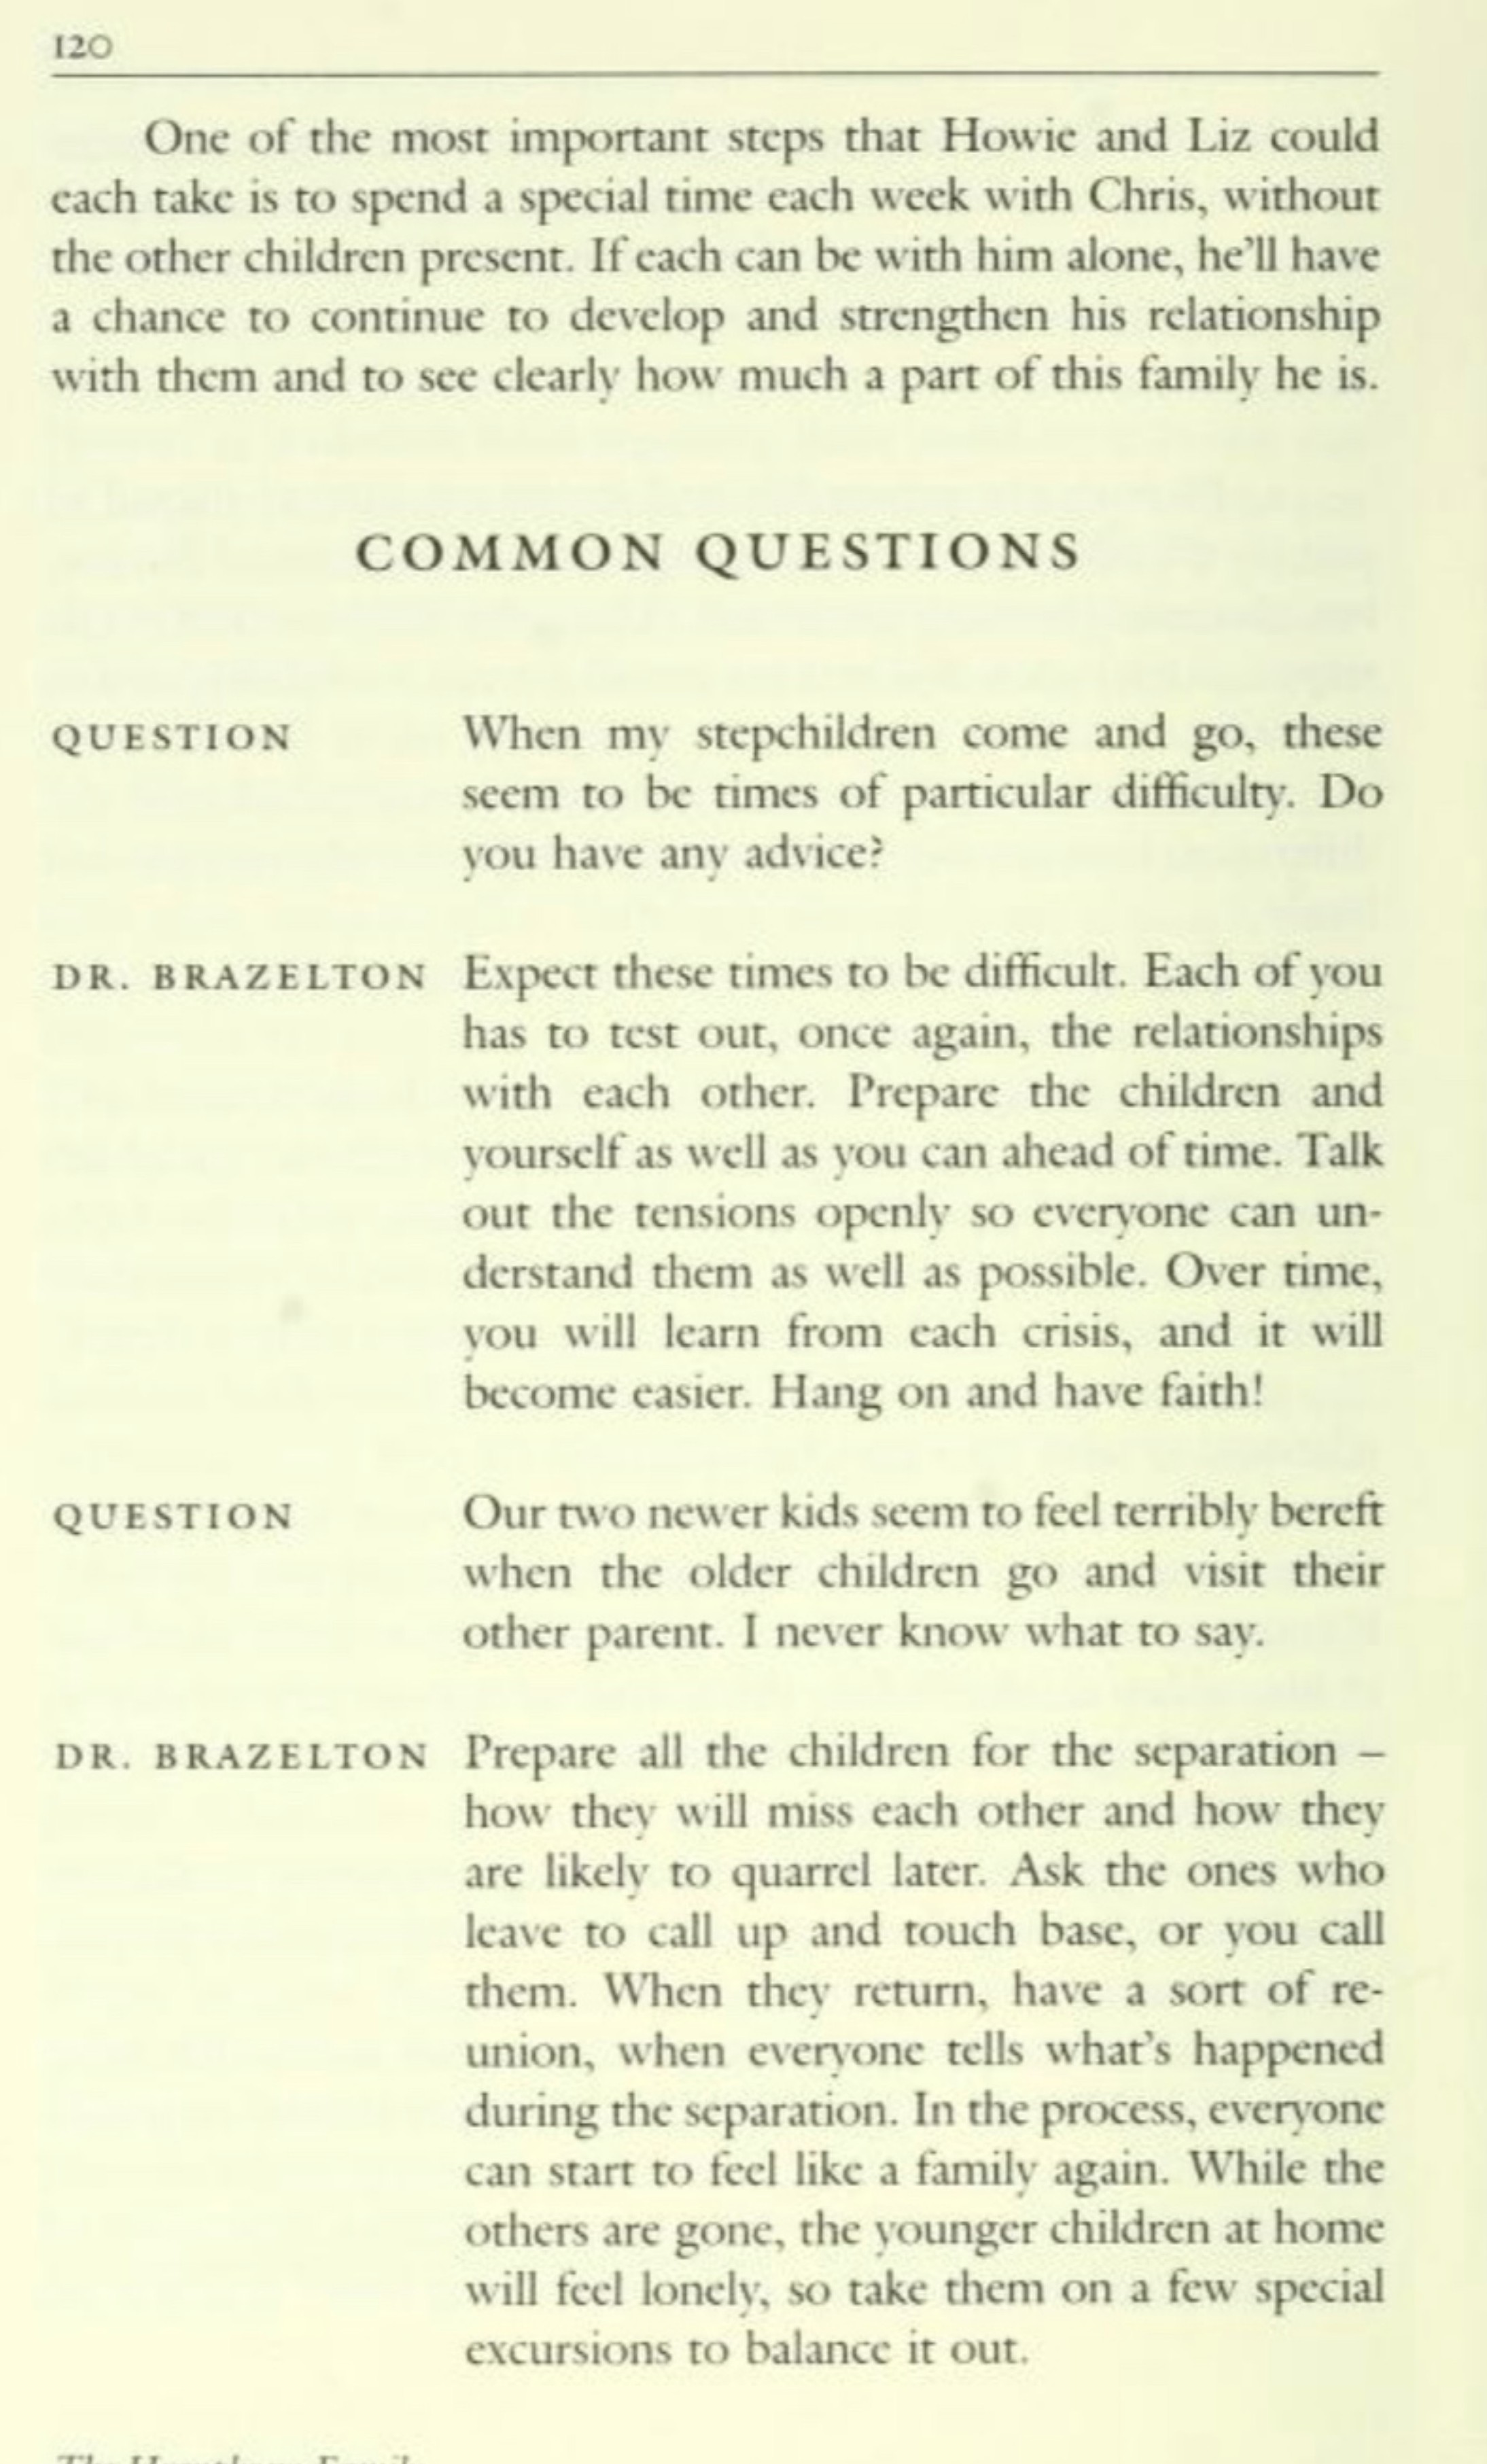 120
One of the most important steps that Howie and Liz could
each take is to spend a special time each week with Chris, without
the other children present. If each can be with him alone, he'll have
a chance to continue to develop and strengthen his relationship
with them and to see clearly how much a part of this family he is.
COMMON QUESTIONS
QUESTION When my stepchildren come and go, these
seem to be times of particular difficulty. Do
you have any advice?
DR. BRAZELTON Expect these times to be difficult. Each of you
has to test out, once again, the relationships
with each other. Prepare the children and
yourself as well as you can ahead of time. Talk
out the tensions openly so everyone can un-
derstand them as well as possible. Over time,
you will learn from each crisis, and it will
become easier. Hang on and have faith!
QUESTION Our two newer kids seem to feel terribly bereft
when the older children go and visit their
other parent. I never know what to say.
DR. BRAZELTON Prepare all the children for the separation –
how they will miss each other and how they
are likely to quarrel later. Ask the ones who
leave to call up and touch base, or you call
them. When they return, have a sort of re-
union, when everyone tells what's happened
during the separation. In the process, everyone
can start to feel like a family again. While the
others are gone, the younger children at home
will feel lonely, so take them on a few special
excursions to balance it out.